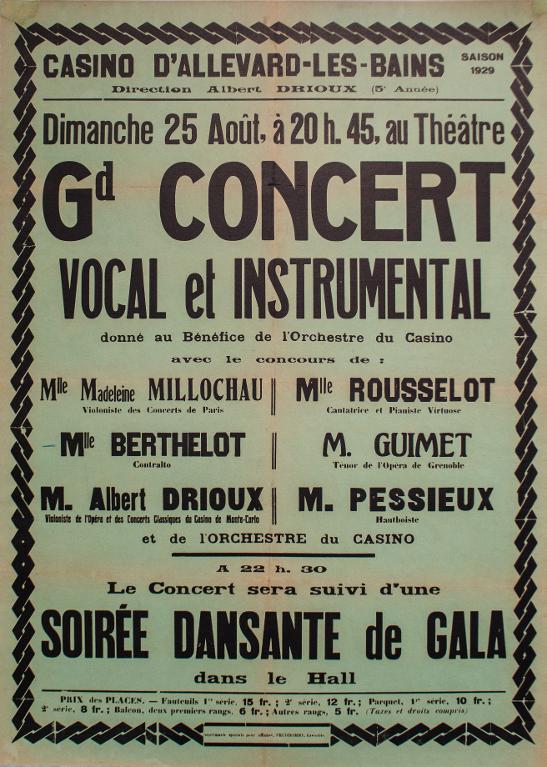 CASINO D'ALLEVARD-LES-BAINS SAISON 1929
Direction Albert DRIOUX (5e Année)
Dimanche 25 Août, à 20 h. 45, au Théâtre
Gd CONCERT
VOCAL et INSTRUMENTAL
donné au Bénéfice de l'Orchestre du Casino
avec le concours de :
Mlle Madeleine MILLOCHAU
Violoniste des Concerts de Paris
Mlle ROUSSELOT
Cantatrice et Pianiste Virtuose
Mlle BERTHELOT
Contralto
M. GUIMET
Ténor de l'Opéra de Grenoble
M. Albert DRIOUX
Violoniste de l'Opéra et des Concerts Classiques du Casino de Monte-Carlo
M. PESSIEUX
Hautboïste
et de l'ORCHESTRE du CASINO
A 22 h. 30
Le Concert sera suivi d'une
SOIRÉE DANSANTE de GALA
dans le Hall
PRIX des PLACES. — Fauteuils 1re série, 15 fr. ; 2e série, 12 fr. ; Parquet, 1re série, 10 fr. ;
2e série, 8 fr. ; Balcon, deux premiers rangs, 6 fr. ; Autres rangs, 5 fr. (Taxes et droits compris)